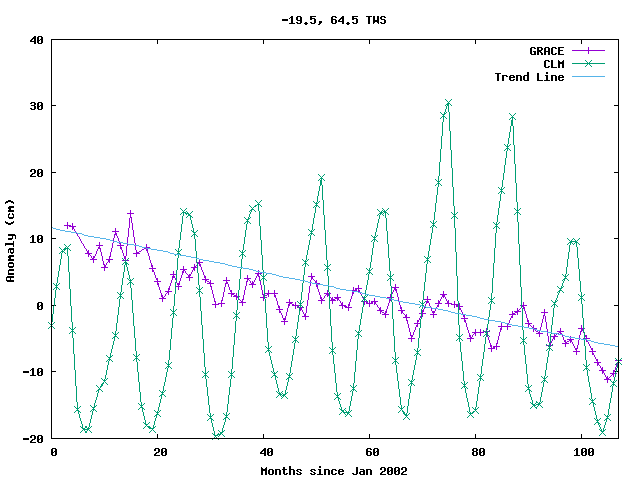 -19.5, 64.5 TWS
40
30
20
10
0
-10
-20
Anomaly (cm)
GRACE
CLM
Trend Line
0 20 40 60 80 100
Months since Jan 2002